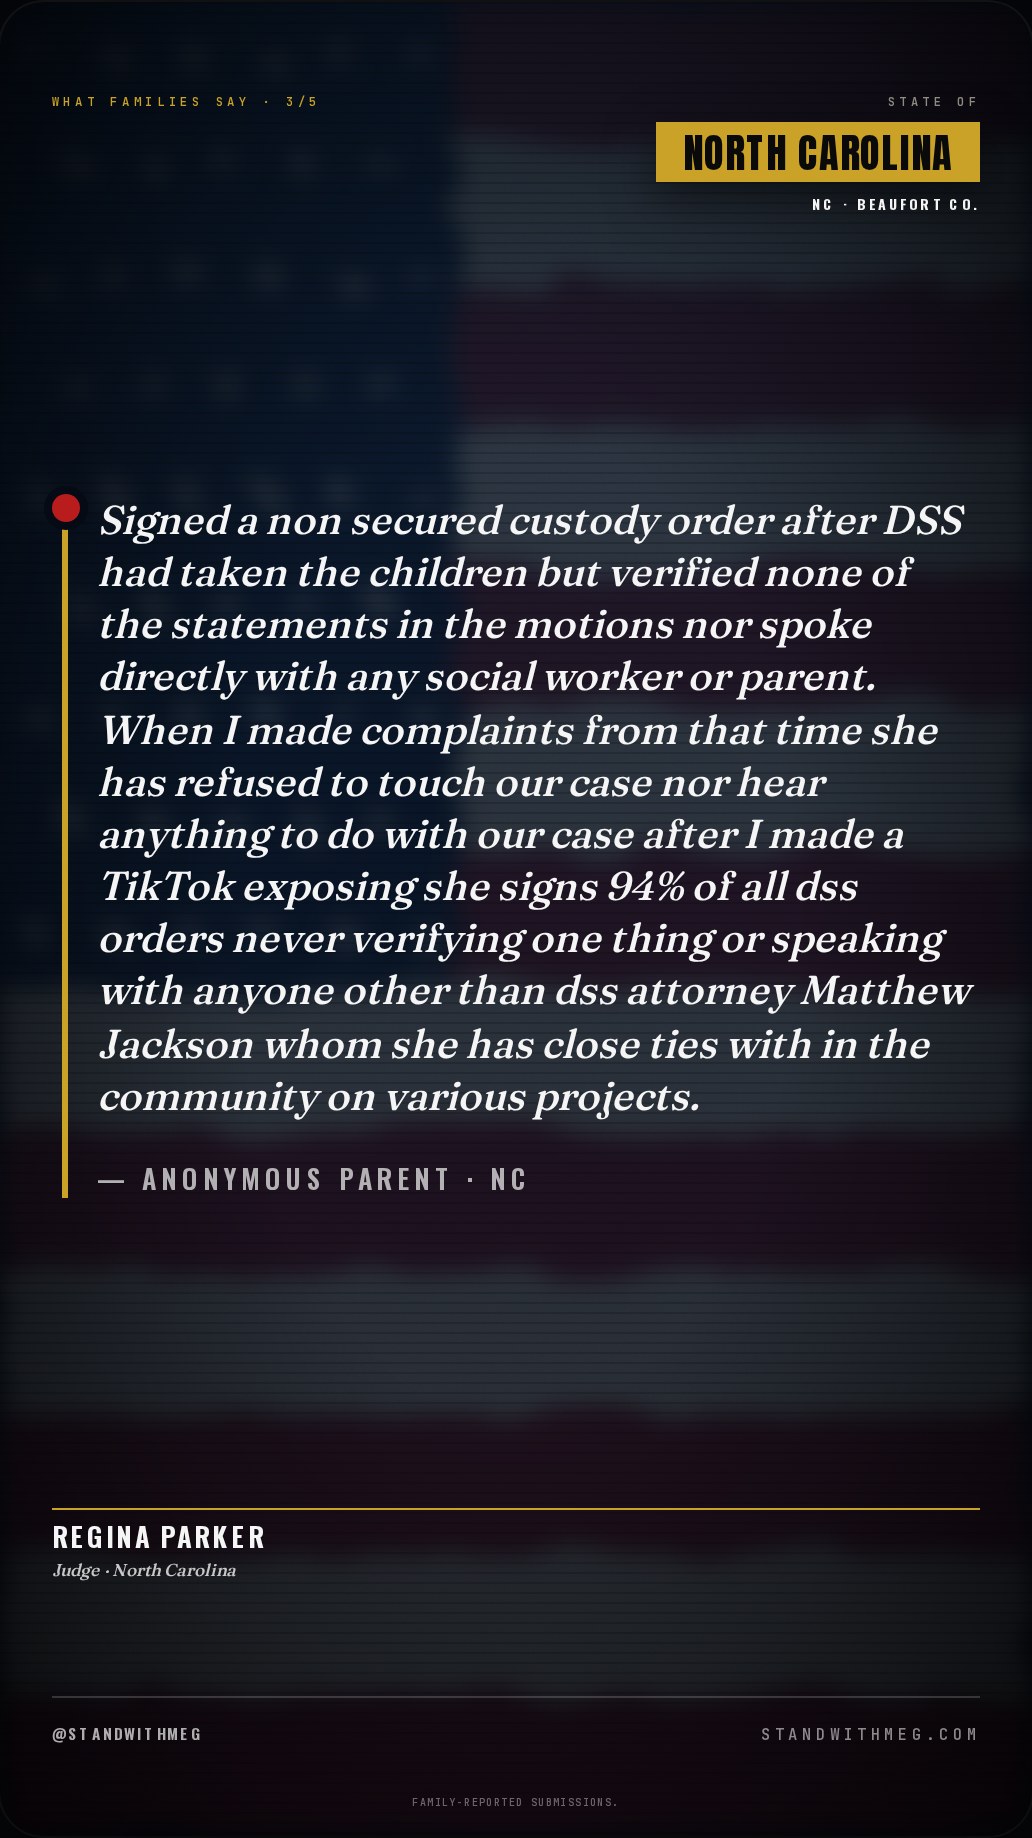 WHAT FAMILIES SAY · 3/5
STATE OF
NORTH CAROLINA
NC · BEAUFORT CO.
Signed a non secured custody order after DSS
had taken the children but verified none of
the statements in the motions nor spoke
directly with any social worker or parent.
When I made complaints from that time she
has refused to touch our case nor hear
anything to do with our case after I made a
TikTok exposing she signs 94% of all dss
orders never verifying one thing or speaking
with anyone other than dss attorney Matthew
Jackson whom she has close ties with in the
community on various projects.
— ANONYMOUS PARENT · NC
REGINA PARKER
Judge · North Carolina
@STANDWITHMEG
STANDWITHMEG.COM
FAMILY-REPORTED SUBMISSIONS.